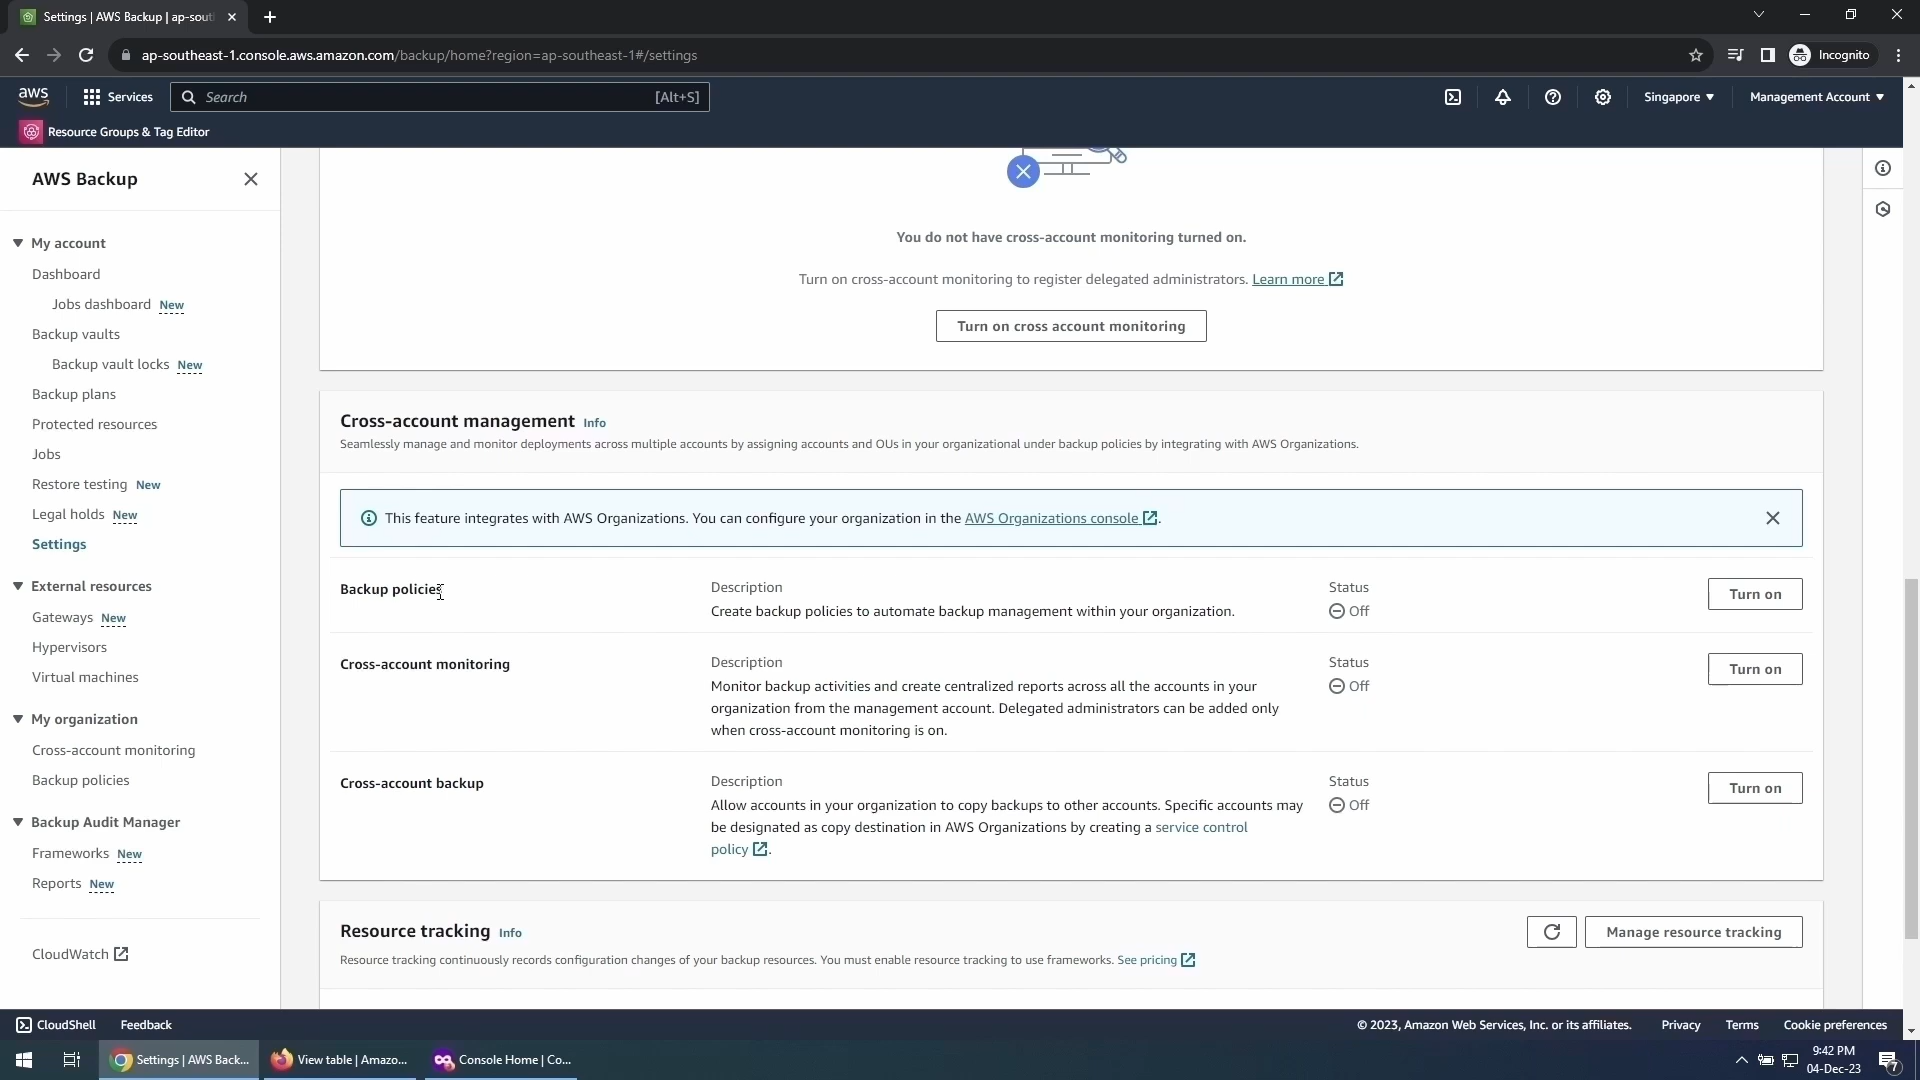 Settings | AWS Backup | ap-sout
ap-southeast-1.console.aws.amazon.com/backup/home?region=ap-southeast-1#/settings
Incognito
aws
Services
Search
[Alt+S]
Singapore
Management Account
Resource Groups & Tag Editor
AWS Backup
My account
Dashboard
Jobs dashboard New
Backup vaults
Backup vault locks New
Backup plans
Protected resources
Jobs
Restore testing New
Legal holds New
Settings
External resources
Gateways New
Hypervisors
Virtual machines
My organization
Cross-account monitoring
Backup policies
Backup Audit Manager
Frameworks New
Reports New
CloudWatch
You do not have cross-account monitoring turned on.
Turn on cross-account monitoring to register delegated administrators. Learn more
Turn on cross account monitoring
Cross-account management Info
Seamlessly manage and monitor deployments across multiple accounts by assigning accounts and OUs in your organizational under backup policies by integrating with AWS Organizations.
This feature integrates with AWS Organizations. You can configure your organization in the AWS Organizations console.
Backup policies
Description
Create backup policies to automate backup management within your organization.
Status
Off
Turn on
Cross-account monitoring
Description
Monitor backup activities and create centralized reports across all the accounts in your
organization from the management account. Delegated administrators can be added only
when cross-account monitoring is on.
Status
Off
Turn on
Cross-account backup
Description
Allow accounts in your organization to copy backups to other accounts. Specific accounts may
be designated as copy destination in AWS Organizations by creating a service control
policy.
Status
Off
Turn on
Resource tracking Info
Resource tracking continuously records configuration changes of your backup resources. You must enable resource tracking to use frameworks. See pricing
Manage resource tracking
CloudShell
Feedback
© 2023, Amazon Web Services, Inc. or its affiliates.
Privacy
Terms
Cookie preferences
Settings | AWS Back...
View table | Amazo...
Console Home | Co...
9:42 PM
04-Dec-23
7